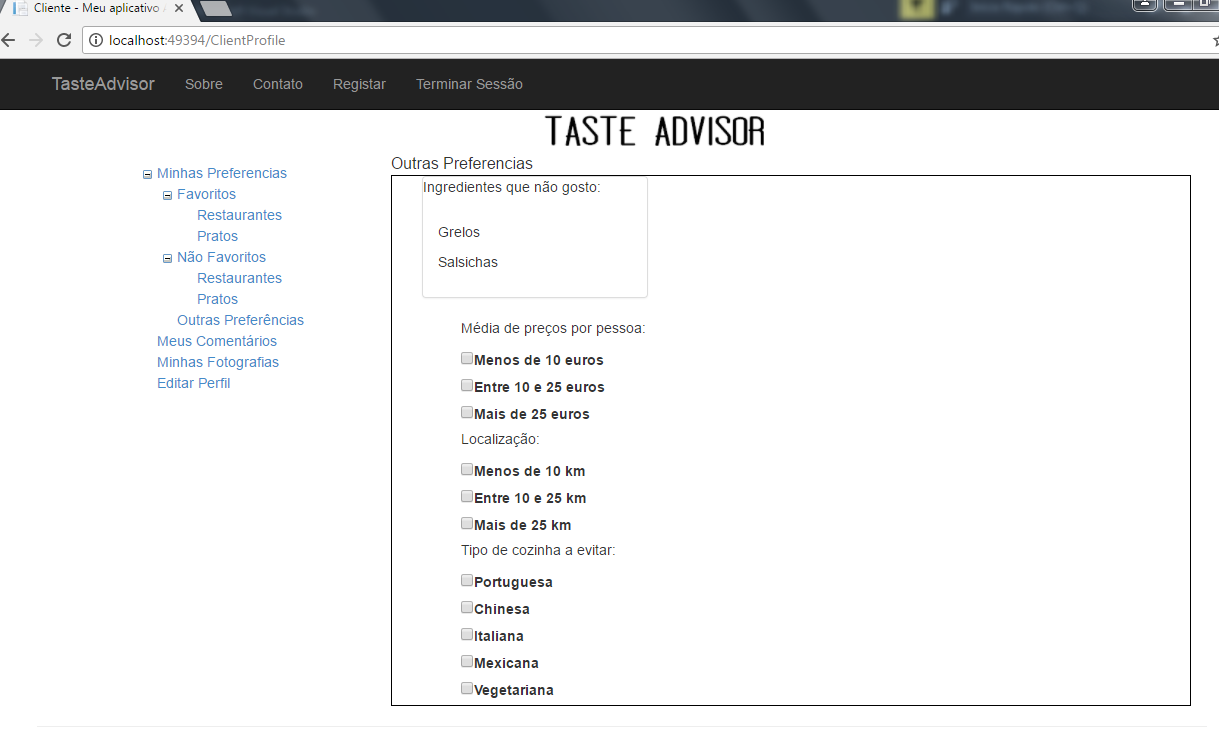 Cliente - Meu aplicativo
localhost:49394/ClientProfile
TasteAdvisor Sobre Contato Registar Terminar Sessão
TASTE ADVISOR
Minhas Preferencias
Favoritos
Restaurantes
Pratos
Não Favoritos
Restaurantes
Pratos
Outras Preferências
Meus Comentários
Minhas Fotografias
Editar Perfil
Outras Preferencias
Ingredientes que não gosto:
Grelos
Salsichas
Média de preços por pessoa:
Menos de 10 euros
Entre 10 e 25 euros
Mais de 25 euros
Localização:
Menos de 10 km
Entre 10 e 25 km
Mais de 25 km
Tipo de cozinha a evitar:
Portuguesa
Chinesa
Italiana
Mexicana
Vegetariana